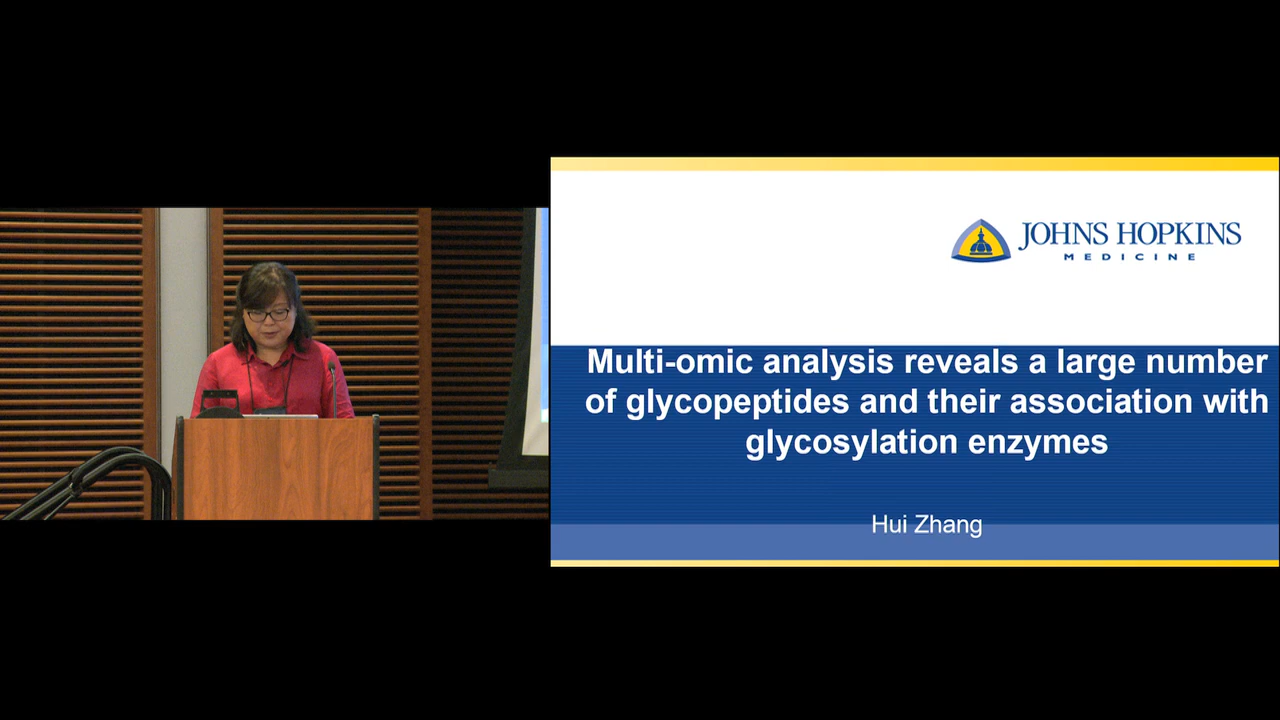 JOHNS HOPKINS
MEDICINE
Multi-omic analysis reveals a large number
of glycopeptides and their association with
glycosylation enzymes
Hui Zhang